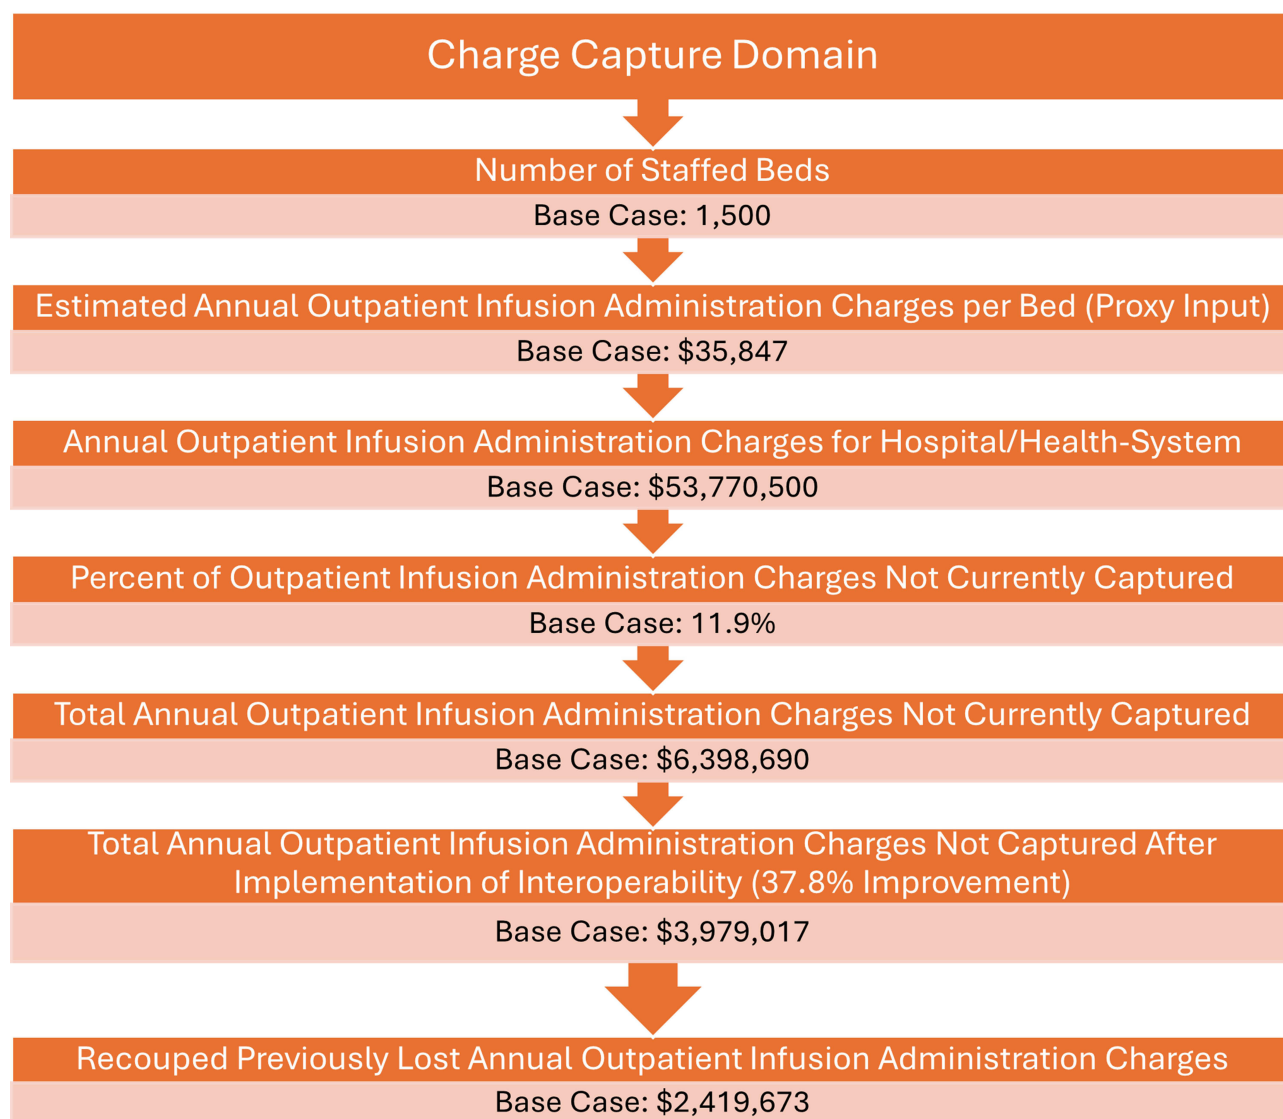 Charge Capture Domain
Number of Staffed Beds
Base Case: 1,500
Estimated Annual Outpatient Infusion Administration Charges per Bed (Proxy Input)
Base Case: $35,847
Annual Outpatient Infusion Administration Charges for Hospital/Health-System
Base Case: $53,770,500
Percent of Outpatient Infusion Administration Charges Not Currently Captured
Base Case: 11.9%
Total Annual Outpatient Infusion Administration Charges Not Currently Captured
Base Case: $6,398,690
Total Annual Outpatient Infusion Administration Charges Not Captured After
Implementation of Interoperability (37.8% Improvement)
Base Case: $3,979,017
Recouped Previously Lost Annual Outpatient Infusion Administration Charges
Base Case: $2,419,673